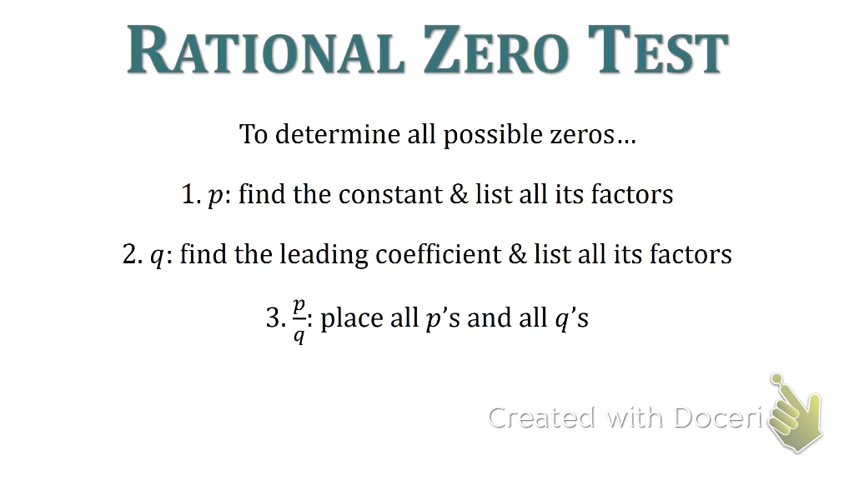 RATIONAL ZERO TEST
To determine all possible zeros…
1. p: find the constant & list all its factors
2. q: find the leading coefficient & list all its factors
3. p/q: place all p’s and all q’s
Created with Doceri